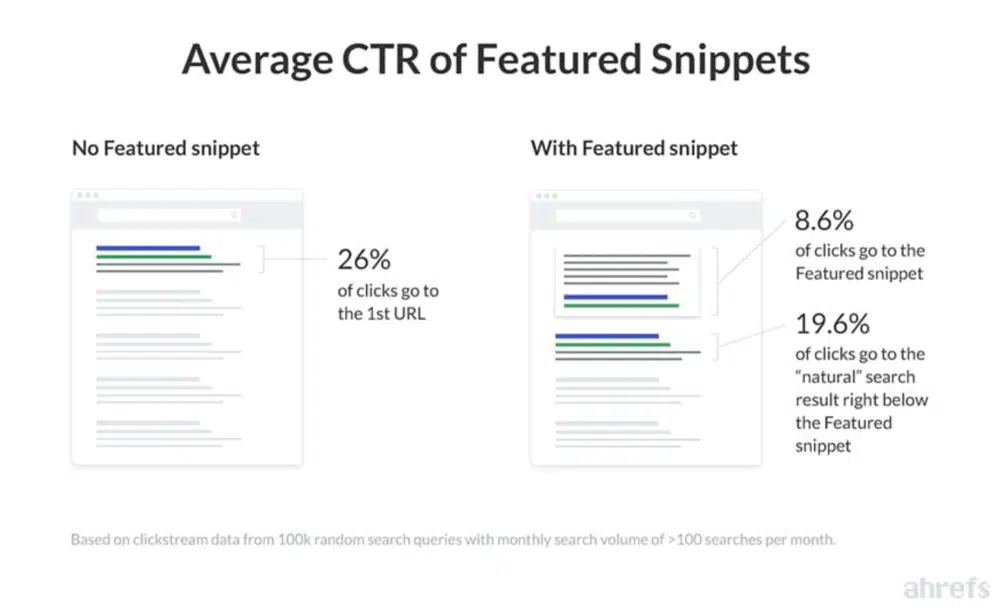 Average CTR of Featured Snippets
No Featured snippet
26%
of clicks go to
the 1st URL
With Featured snippet
8.6%
of clicks go to the
Featured snippet
19.6%
of clicks go to the
“natural” search
result right below
the Featured
snippet
Based on clickstream data from 100k random search queries with monthly search volume of >100 searches per month.
ahrefs